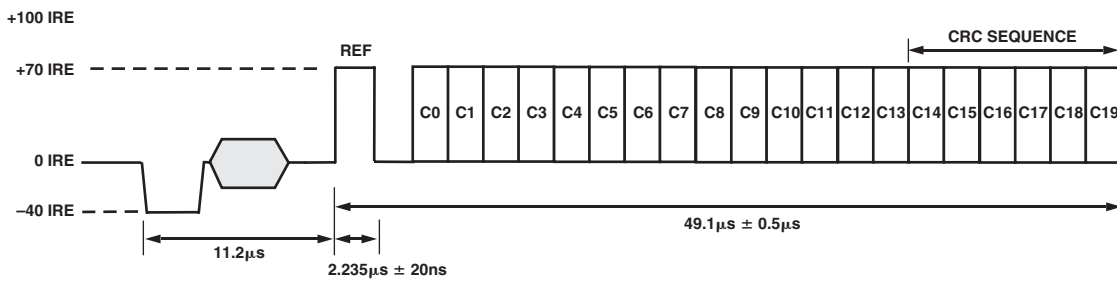 +100 IRE
REF
CRC SEQUENCE
+70 IRE
C0 C1 C2 C3 C4 C5 C6 C7 C8 C9 C10 C11 C12 C13 C14 C15 C16 C17 C18 C19
0 IRE
–40 IRE
49.1µs ± 0.5µs
11.2µs
2.235µs ± 20ns